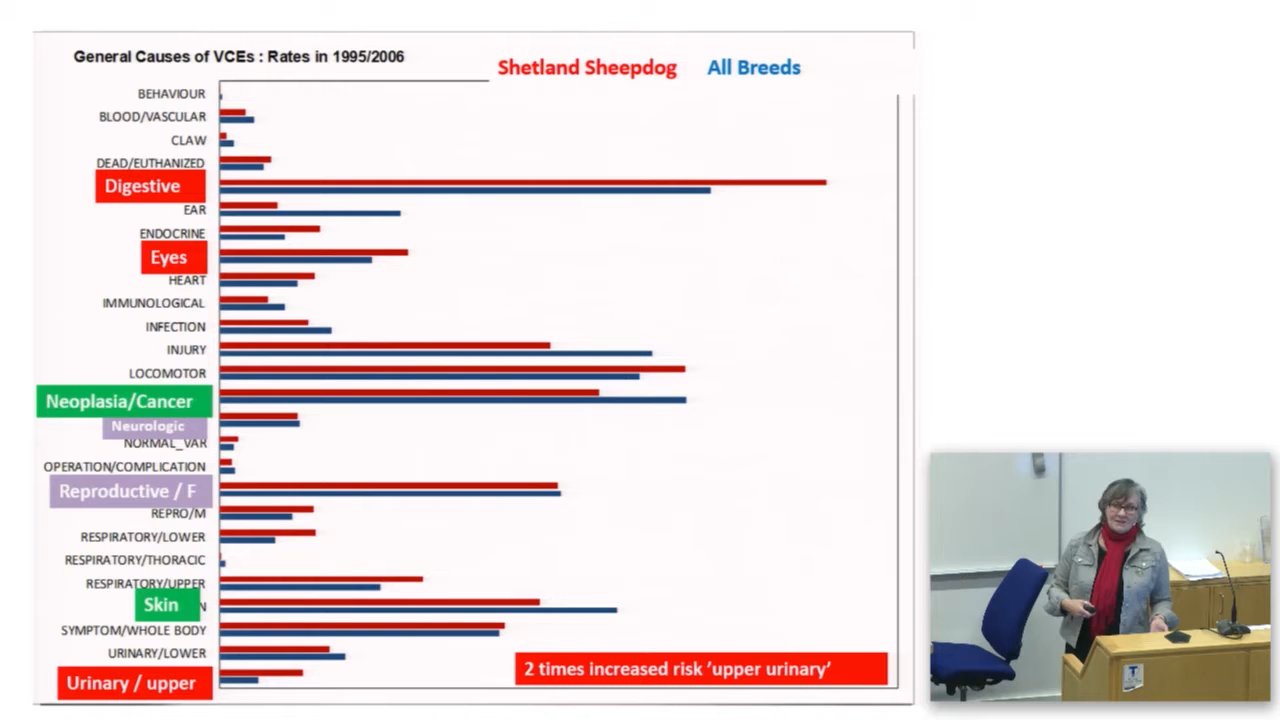 General Causes of VCEs : Rates in 1995/2006
Shetland Sheepdog
All Breeds
BEHAVIOUR
BLOOD/VASCULAR
CLAW
DEAD/EUTHANIZED
Digestive
EAR
ENDOCRINE
Eyes
HEART
IMMUNOLOGICAL
INFECTION
INJURY
LOCOMOTOR
Neoplasia/Cancer
Neurologic
NORMAL_VAR
OPERATION/COMPLICATION
Reproductive / F
REPRO/M
RESPIRATORY/LOWER
RESPIRATORY/THORACIC
RESPIRATORY/UPPER
Skin
N
SYMPTOM/WHOLE BODY
URINARY/LOWER
Urinary / upper
2 times increased risk ’upper urinary’